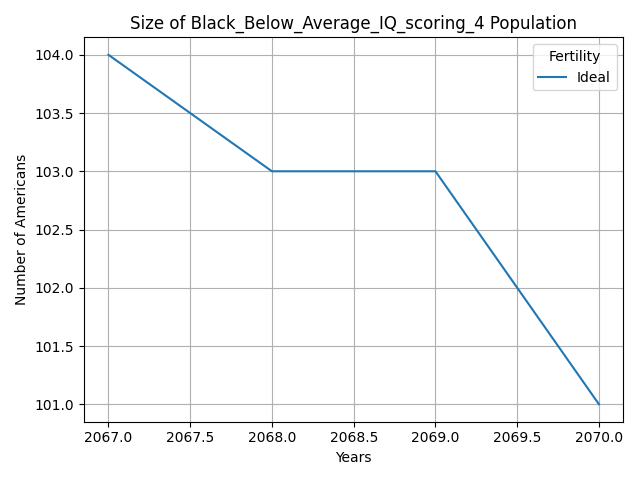 Size of Black_Below_Average_IQ_scoring_4 Population
Fertility
Ideal
104.0
103.5
103.0
102.5
102.0
101.5
101.0
Number of Americans
2067.0 2067.5 2068.0 2068.5 2069.0 2069.5 2070.0
Years